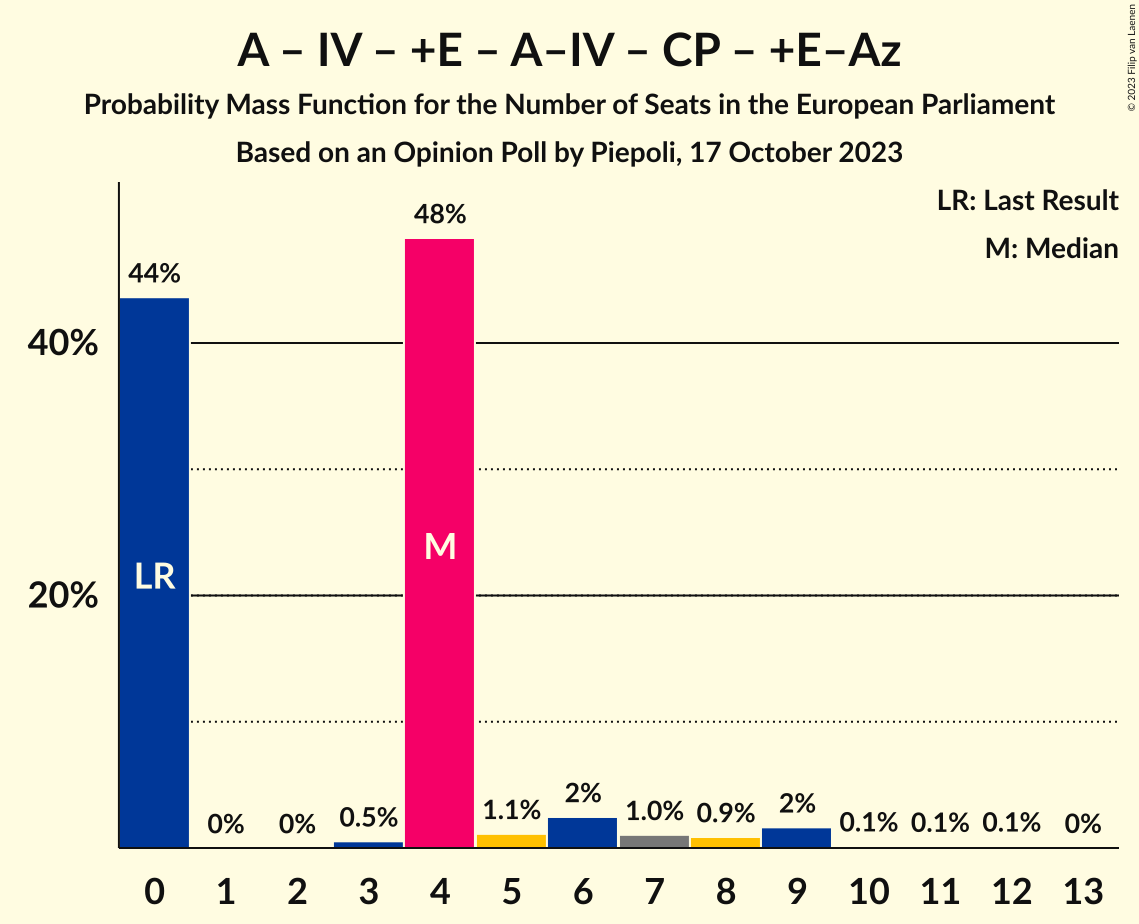 A – IV – +E – A–IV – CP – +E–Az
Probability Mass Function for the Number of Seats in the European Parliament
Based on an Opinion Poll by Piepoli, 17 October 2023
© 2023 Filip van Laenen
LR: Last Result
M: Median
48%
44%
40%
M
LR
20%
0%
0%
0.5%
1.1%
2%
1.0%
0.9%
2%
0.1%
0.1%
0.1%
0%
0 1 2 3 4 5 6 7 8 9 10 11 12 13